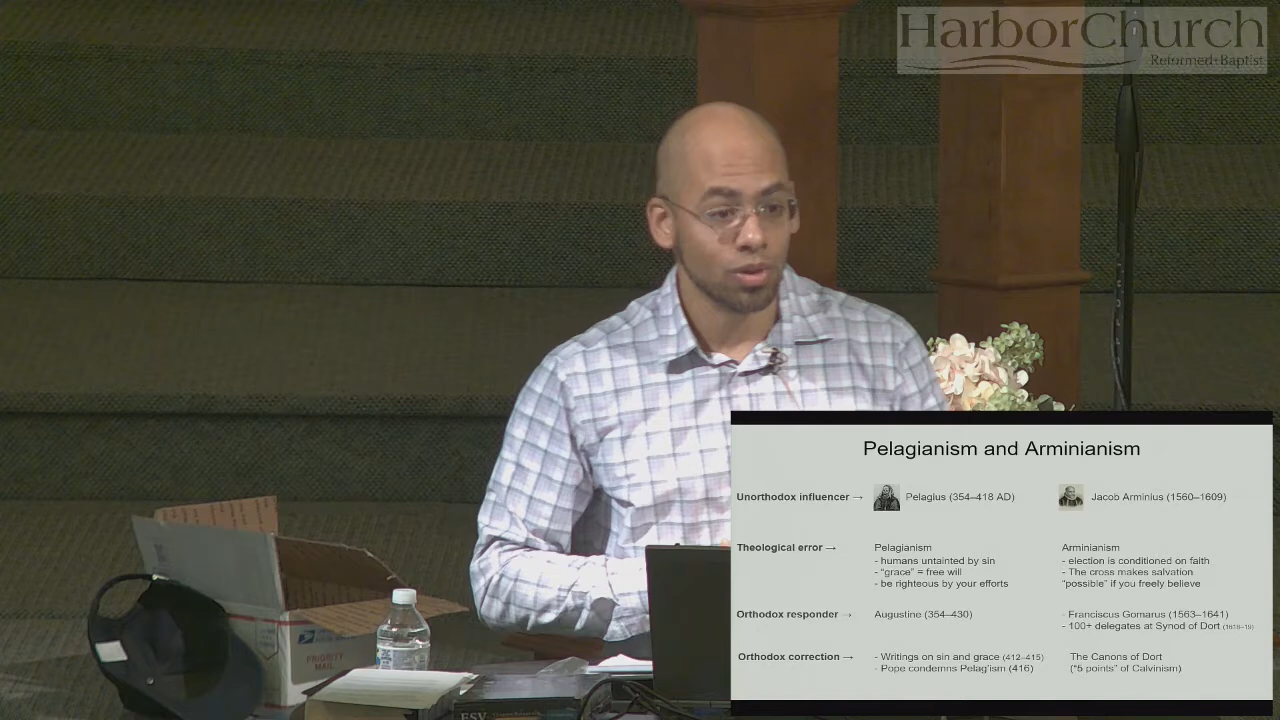 HarborChurch
Reformed·Baptist
Pelagianism and Arminianism
Unorthodox influencer → Pelagius (354–418 AD) Jacob Arminius (1560–1609)
Theological error → Pelagianism Arminianism
- humans untainted by sin - election is conditioned on faith
- "grace" = free will - The cross makes salvation
- be righteous by your efforts "possible" if you freely believe
Orthodox responder → Augustine (354–430) - Franciscus Gomarus (1563–1641)
- 100+ delegates at Synod of Dort (1618–19)
Orthodox correction → - Writings on sin and grace (412–415) The Canons of Dort
- Pope condemns Pelag'ism (416) ("5 points" of Calvinism)
PRIORITY
MAIL
ESV